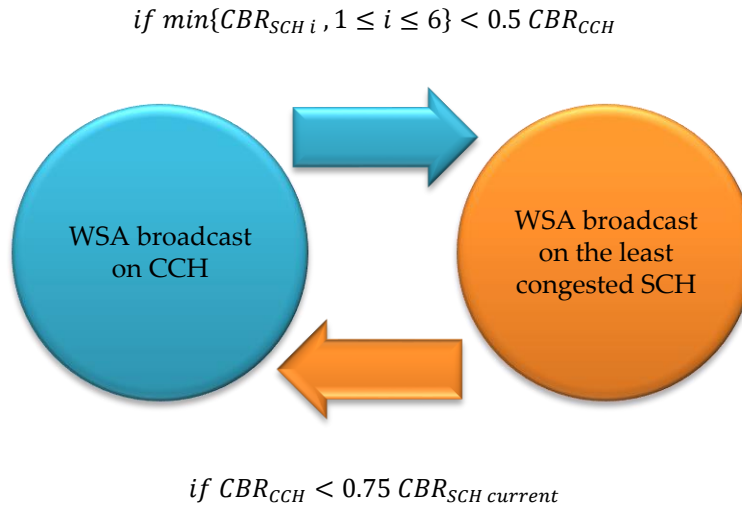 if min{CBR_SCH i , 1 ≤ i ≤ 6} < 0.5 CBR_CCH
WSA broadcast
on CCH
WSA broadcast
on the least
congested SCH
if CBR_CCH < 0.75 CBR_SCH current